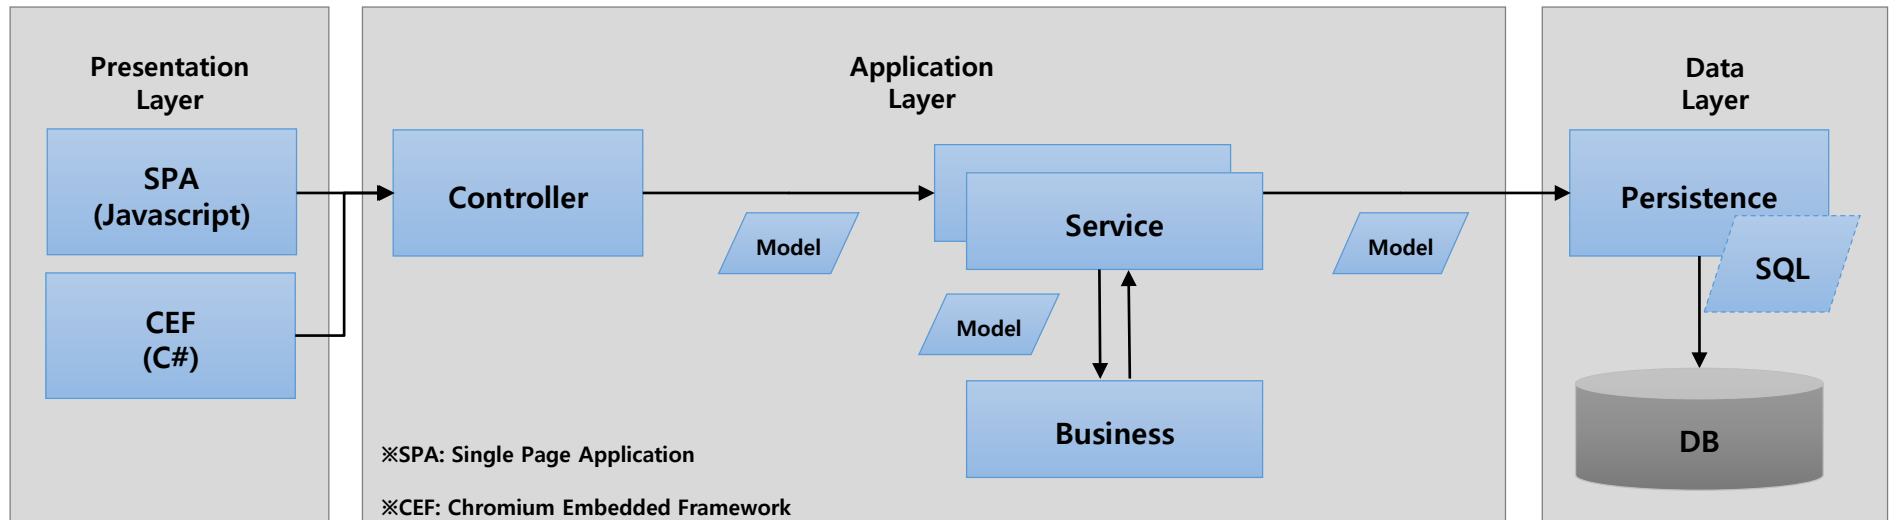 Presentation
Layer
SPA
(Javascript)
CEF
(C#)
Application
Layer
Controller
Model
Service
Model
Model
Business
※SPA: Single Page Application
※CEF: Chromium Embedded Framework
Data
Layer
Persistence
SQL
DB